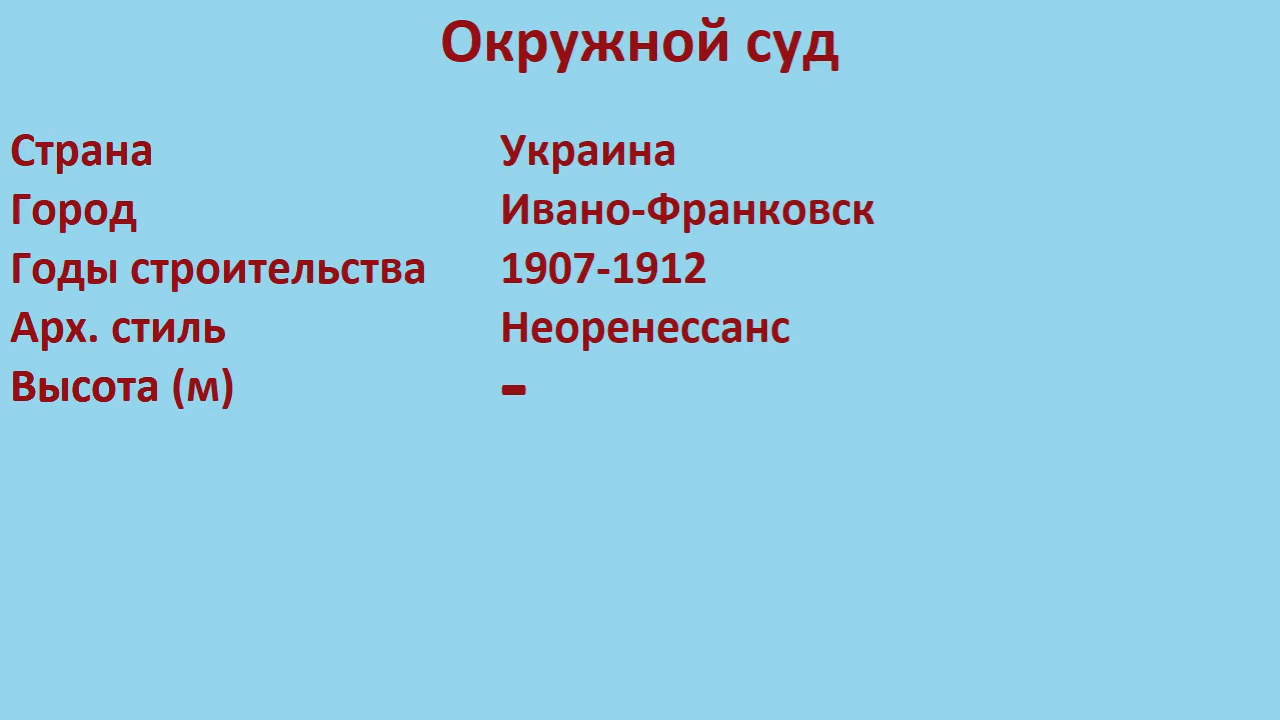 Окружной суд
Страна Украина
Город Ивано-Франковск
Годы строительства 1907-1912
Арх. стиль Неоренессанс
Высота (м) -